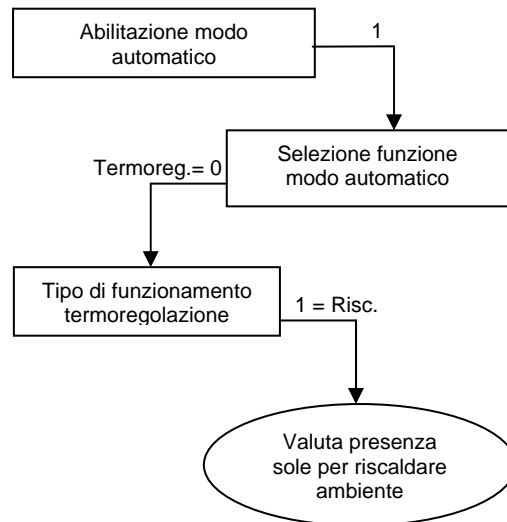 Abilitazione modo
automatico
1
Selezione funzione
modo automatico
Termoreg.= 0
Tipo di funzionamento
termoregolazione
1 = Risc.
Valuta presenza
sole per riscaldare
ambiente